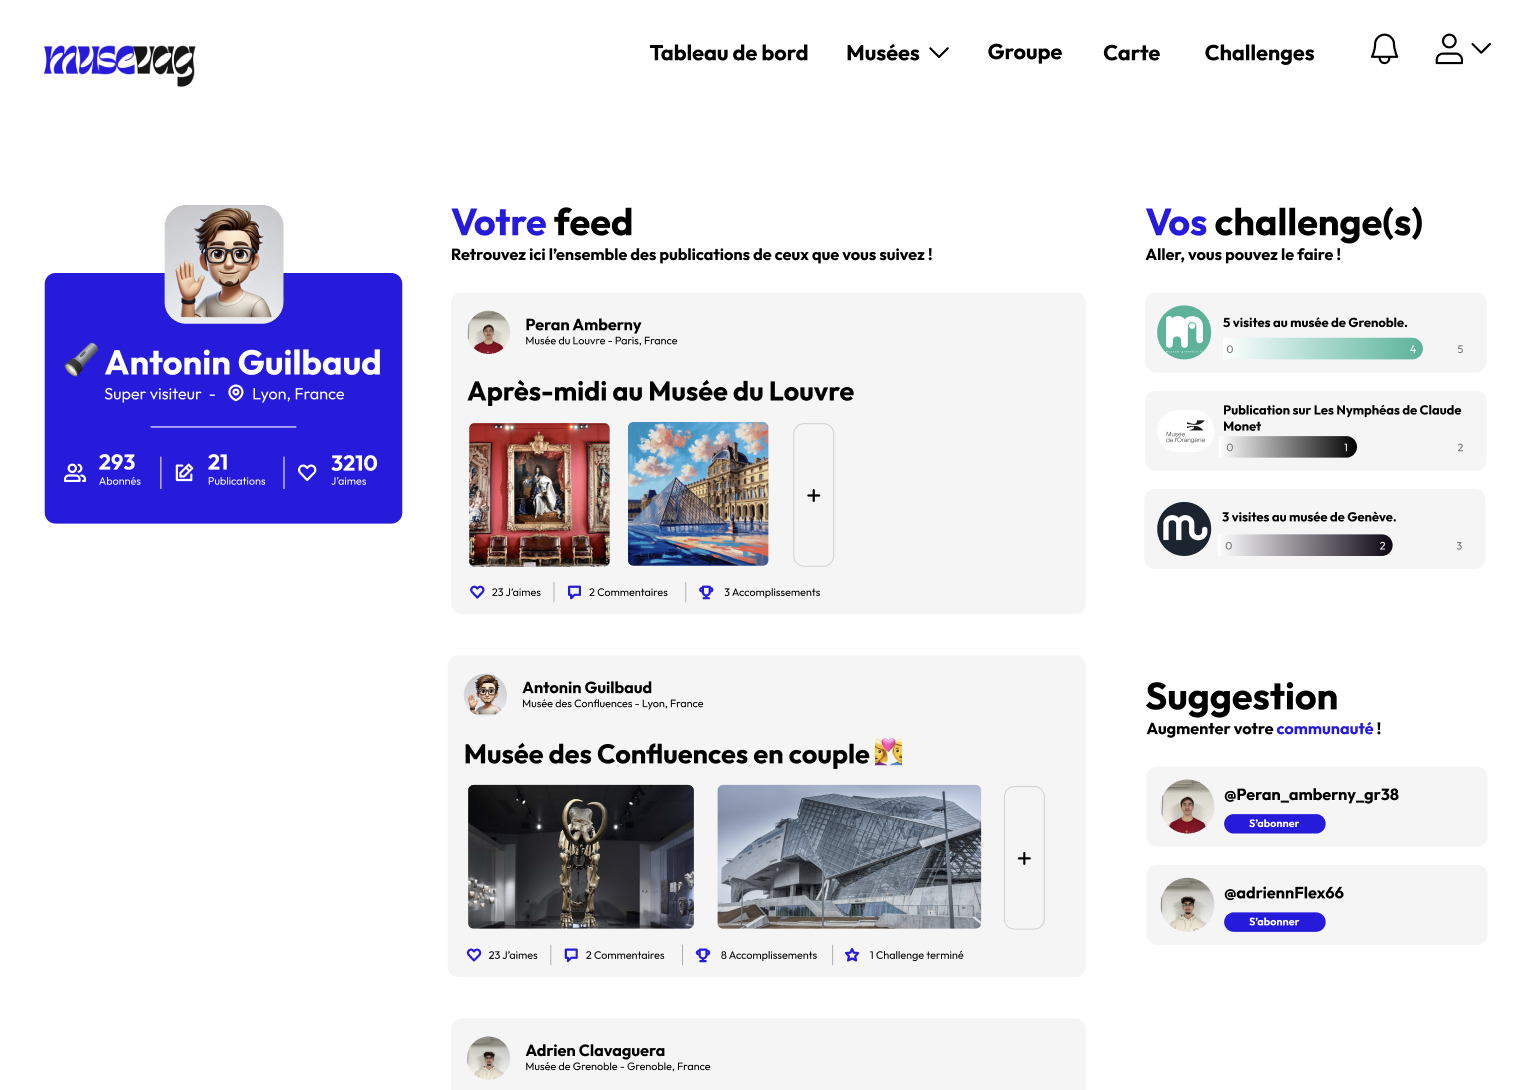 musevag
Tableau de bord
Musées
Groupe
Carte
Challenges
Antonin Guilbaud
Super visiteur - Lyon, France
293
Abonnés
21
Publications
3210
J'aimes
Votre feed
Retrouvez ici l'ensemble des publications de ceux que vous suivez !
Peran Amberny
Musée du Louvre - Paris, France
Après-midi au Musée du Louvre
+
23 J'aimes
2 Commentaires
3 Accomplissements
Antonin Guilbaud
Musée des Confluences - Lyon, France
Musée des Confluences en couple
+
23 J'aimes
2 Commentaires
8 Accomplissements
1 Challenge terminé
Adrien Clavaguera
Musée de Grenoble - Grenoble, France
Vos challenge(s)
Aller, vous pouvez le faire !
5 visites au musée de Grenoble.
0 4 5
Musée
de l'Orangerie
Publication sur Les Nymphéas de Claude
Monet
0 1 2
3 visites au musée de Genève.
0 2 3
Suggestion
Augmenter votre communauté !
@Peran_amberny_gr38
S'abonner
@adriennFlex66
S'abonner